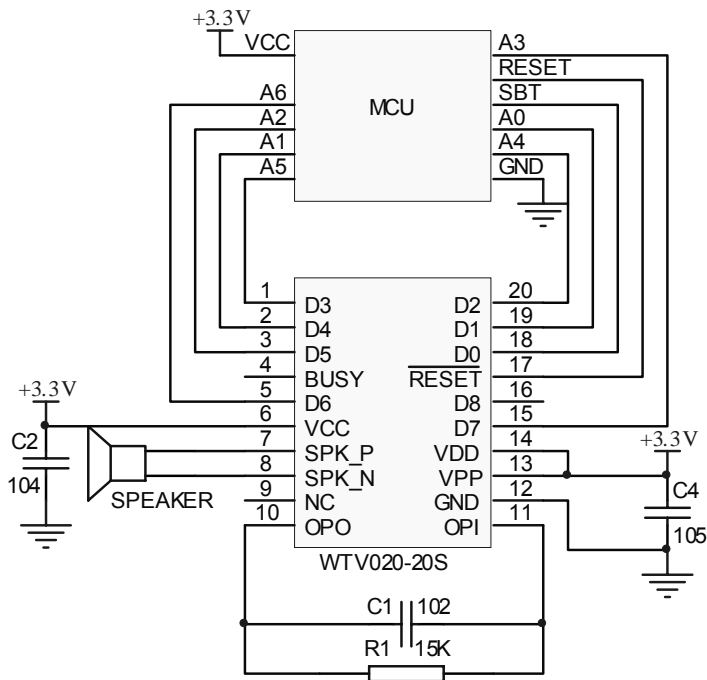 +3.3V
VCC
A3
RESET
A6
SBT
A2
MCU
A0
A1
A4
A5
GND
1
D3
D2
20
2
D4
D1
19
3
D5
D0
18
4
BUSY
RESET
17
5
D6
D8
16
+3.3V
6
VCC
D7
15
C2
7
SPK_P
VDD
14
+3.3V
104
8
SPK_N
VPP
13
SPEAKER
9
NC
GND
12
C4
10
OPO
OPI
11
105
WTV020-20S
C1
102
R1
15K